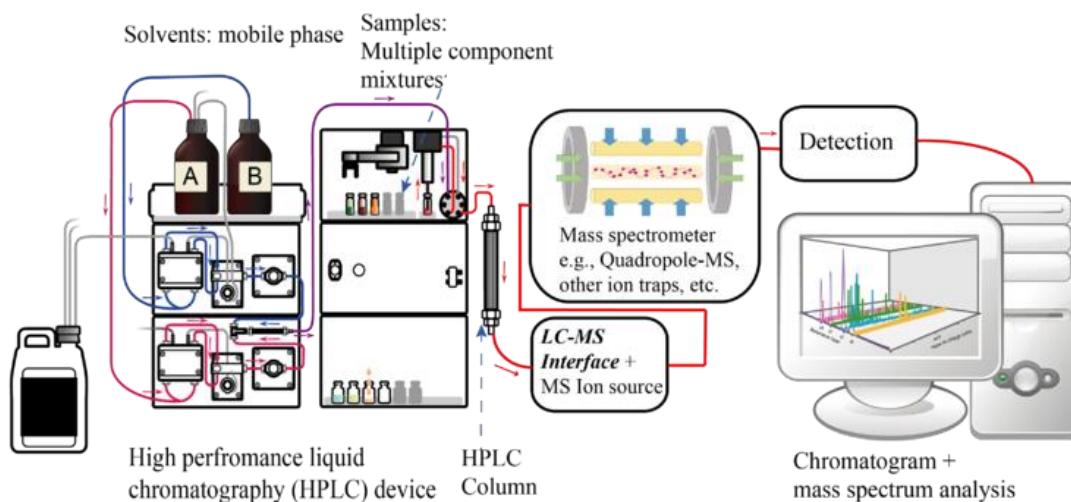 Solvents: mobile phase
Samples:
Multiple component
mixtures
A
B
Mass spectrometer
e.g., Quadropole-MS,
other ion traps, etc.
Detection
LC-MS
Interface +
MS Ion source
High perfromance liquid
chromatography (HPLC) device
HPLC
Column
Chromatogram +
mass spectrum analysis